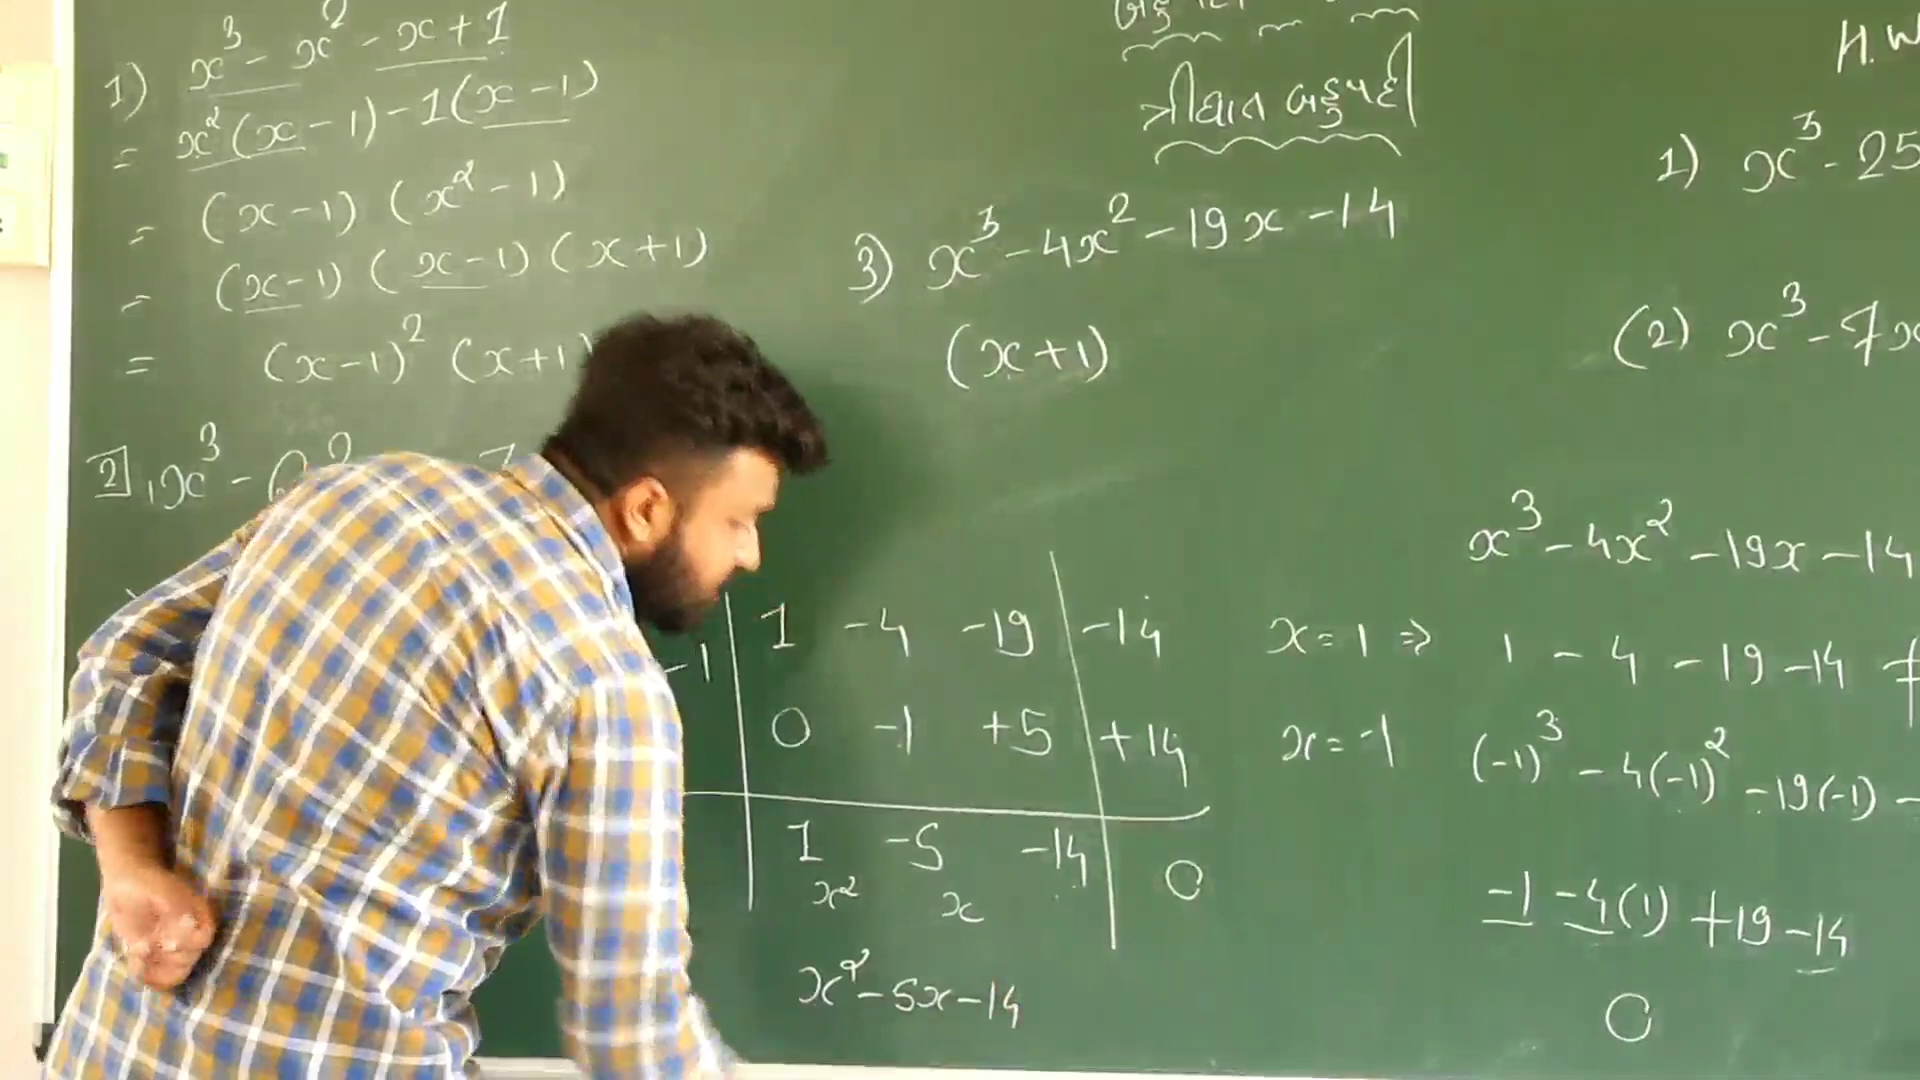 1) x³ - x² - x + 1
= x²(x - 1) - 1(x - 1)
= (x - 1) (x² - 1)
= (x - 1) (x - 1) (x + 1)
= (x - 1)² (x + 1)
2 x³ -
ત્રીઘાત બહુપદી
3) x³ - 4x² - 19x - 14
(x + 1)
-1 1 -4 -19 -14
0 -1 +5 +14
1 -5 -14 0
x² x
x² - 5x - 14
H.W
1) x³ - 25
(2) x³ - 7x
x³ - 4x² - 19x - 14
x = 1 ⇒ 1 - 4 - 19 - 14 ≠
x = -1 (-1)³ - 4(-1)² - 19(-1) -
-1 -4(1) + 19 - 14
0